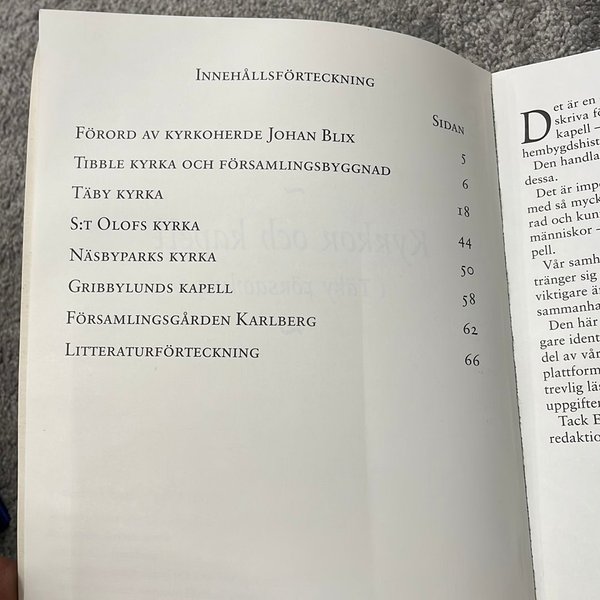 Innehållsförteckning
Sidan
Förord av kyrkoherde Johan Blix 5
Tibble kyrka och församlingsbyggnad 6
Täby kyrka 18
S:t Olofs kyrka 44
Näsbyparks kyrka 50
Gribbylunds kapell 58
Församlingsgården Karlberg 62
Litteraturförteckning 66
Det är en
skriva fö
kapell –
hembygdshist
Den handla
dessa.
Det är impo
med så myck
rad och kun
människor –
pell.
Vår samh
tränger sig
viktigare är
sammanha
Den här
gare ident
del av vår
plattform
trevlig läs
uppgifter
Tack E
redaktio